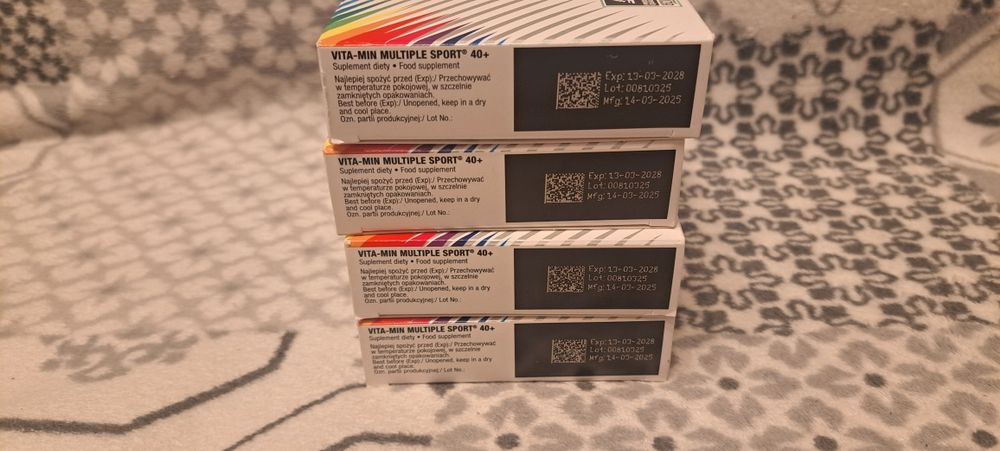 VITA-MIN MULTIPLE SPORT® 40+
Suplement diety • Food supplement
Najlepiej spożyć przed (Exp):/ Przechowywać
w temperaturze pokojowej, w szczelnie
zamkniętych opakowaniach.
Best before (Exp):/ Unopened, keep in a dry
and cool place.
Ozn. partii produkcyjnej:/ Lot No.:
Exp: 13-03-2028
Lot: 00810325
Mfg: 14-03-2025
VITA-MIN MULTIPLE SPORT® 40+
Suplement diety • Food supplement
Najlepiej spożyć przed (Exp):/ Przechowywać
w temperaturze pokojowej, w szczelnie
zamkniętych opakowaniach.
Best before (Exp):/ Unopened, keep in a dry
and cool place.
Ozn. partii produkcyjnej:/ Lot No.:
Exp: 13-03-2028
Lot: 00810325
Mfg: 14-03-2025
VITA-MIN MULTIPLE SPORT® 40+
Suplement diety • Food supplement
Najlepiej spożyć przed (Exp):/ Przechowywać
w temperaturze pokojowej, w szczelnie
zamkniętych opakowaniach.
Best before (Exp):/ Unopened, keep in a dry
and cool place.
Ozn. partii produkcyjnej:/ Lot No.:
Exp: 13-03-2028
Lot: 00810325
Mfg: 14-03-2025
VITA-MIN MULTIPLE SPORT® 40+
Suplement diety • Food supplement
Najlepiej spożyć przed (Exp):/ Przechowywać
w temperaturze pokojowej, w szczelnie
zamkniętych opakowaniach.
Best before (Exp):/ Unopened, keep in a dry
and cool place.
Ozn. partii produkcyjnej:/ Lot No.:
Exp: 13-03-2028
Lot: 00810325
Mfg: 14-03-2025